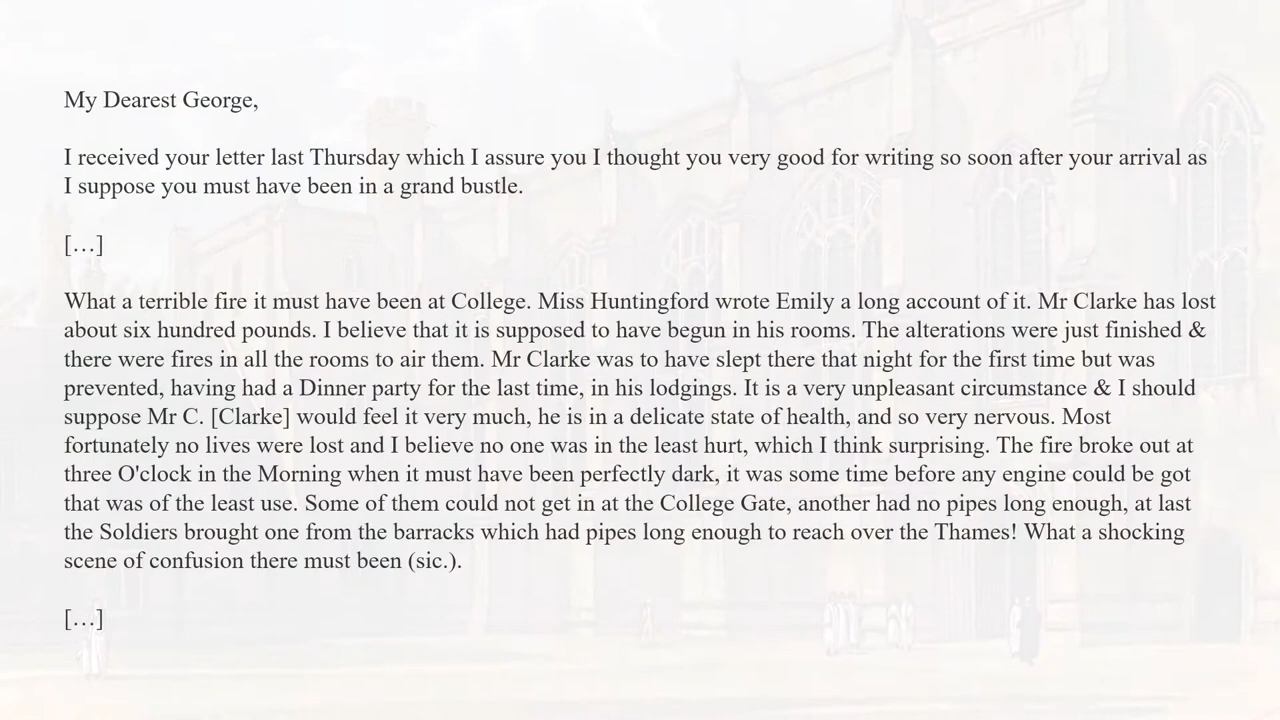 My Dearest George,
I received your letter last Thursday which I assure you I thought you very good for writing so soon after your arrival as
I suppose you must have been in a grand bustle.
[…]
What a terrible fire it must have been at College. Miss Huntingford wrote Emily a long account of it. Mr Clarke has lost
about six hundred pounds. I believe that it is supposed to have begun in his rooms. The alterations were just finished &
there were fires in all the rooms to air them. Mr Clarke was to have slept there that night for the first time but was
prevented, having had a Dinner party for the last time, in his lodgings. It is a very unpleasant circumstance & I should
suppose Mr C. [Clarke] would feel it very much, he is in a delicate state of health, and so very nervous. Most
fortunately no lives were lost and I believe no one was in the least hurt, which I think surprising. The fire broke out at
three O'clock in the Morning when it must have been perfectly dark, it was some time before any engine could be got
that was of the least use. Some of them could not get in at the College Gate, another had no pipes long enough, at last
the Soldiers brought one from the barracks which had pipes long enough to reach over the Thames! What a shocking
scene of confusion there must been (sic.).
[…]